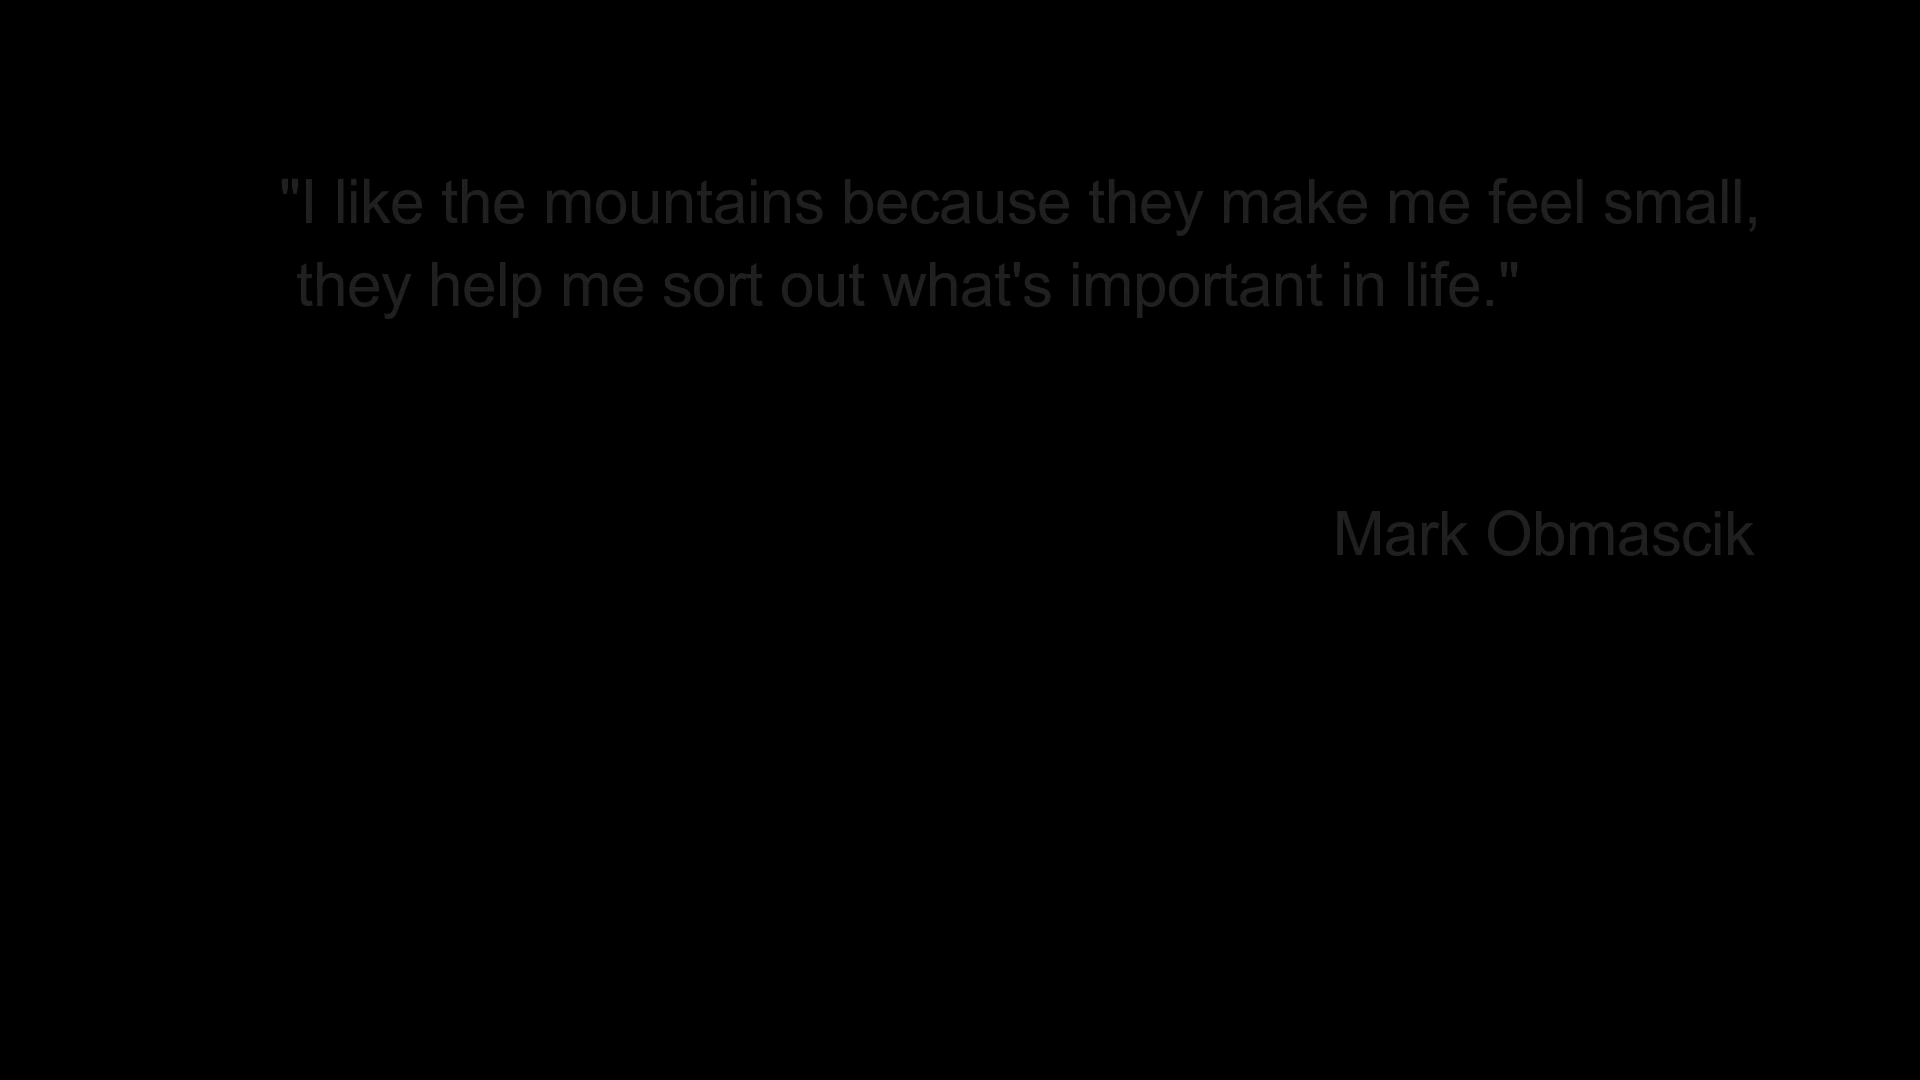 "I like the mountains because they make me feel small,
they help me sort out what's important in life."
Mark Obmascik